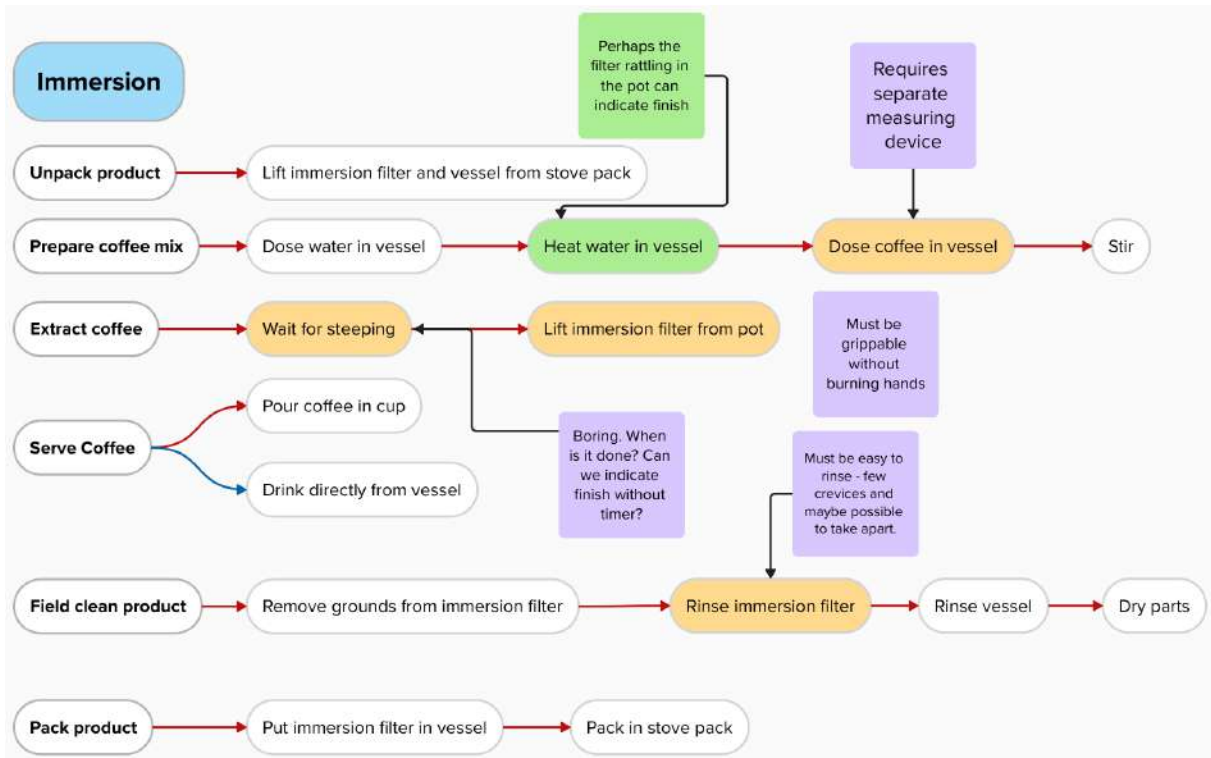 Immersion
Perhaps the
filter rattling in
the pot can
indicate finish
Requires
separate
measuring
device
Unpack product
Lift immersion filter and vessel from stove pack
Prepare coffee mix
Dose water in vessel
Heat water in vessel
Dose coffee in vessel
Stir
Extract coffee
Wait for steeping
Lift immersion filter from pot
Must be
grippable
without
burning hands
Serve Coffee
Pour coffee in cup
Drink directly from vessel
Boring. When
is it done? Can
we indicate
finish without
timer?
Must be easy to
rinse - few
crevices and
maybe possible
to take apart.
Field clean product
Remove grounds from immersion filter
Rinse immersion filter
Rinse vessel
Dry parts
Pack product
Put immersion filter in vessel
Pack in stove pack